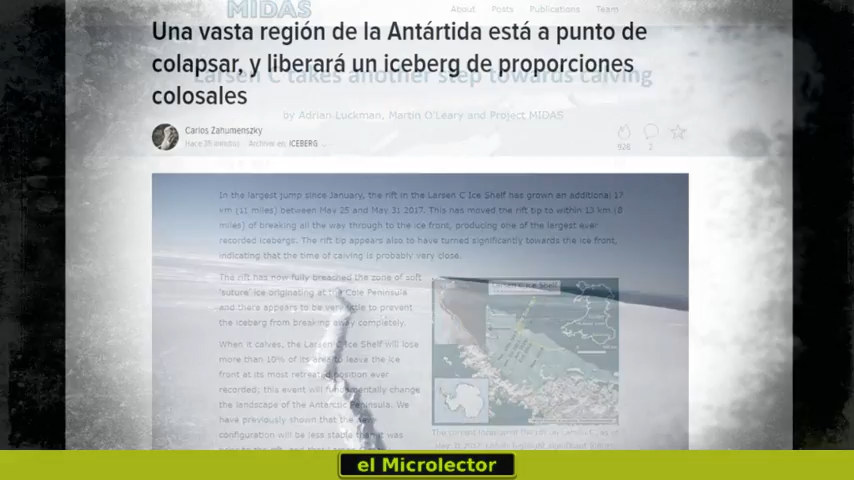 MIDAS
About Posts Publications Team
Una vasta región de la Antártida está a punto de
colapsar, y liberará un iceberg de proporciones
colosales
Larsen C takes another step towards calving
by Adrian Luckman, Martin O'Leary and Project MIDAS
Carlos Zahumenszky
Archivado en: ICEBERG
926 2
In the largest jump since January, the rift in the Larsen C Ice Shelf has grown an additional 17
km (11 miles) between May 25 and May 31 2017. This has moved the rift tip to within 13 km (8
miles) of breaking all the way through to the ice front, producing one of the largest ever
recorded icebergs. The rift tip appears also to have turned significantly towards the ice front,
indicating that the time of calving is probably very close.
The rift has now fully breached the zone of soft
'suture' ice originating at the Cole Peninsula
and there appears to be very little to prevent
the iceberg from breaking away completely.
When it calves, the Larsen C Ice Shelf will lose
more than 10% of its area to leave the ice
front at its most retreated position ever
recorded; this event will fundamentally change
the landscape of the Antarctic Peninsula. We
have previously shown that the new
configuration will be less stable than it was
Larsen C Ice Shelf
el Microlector